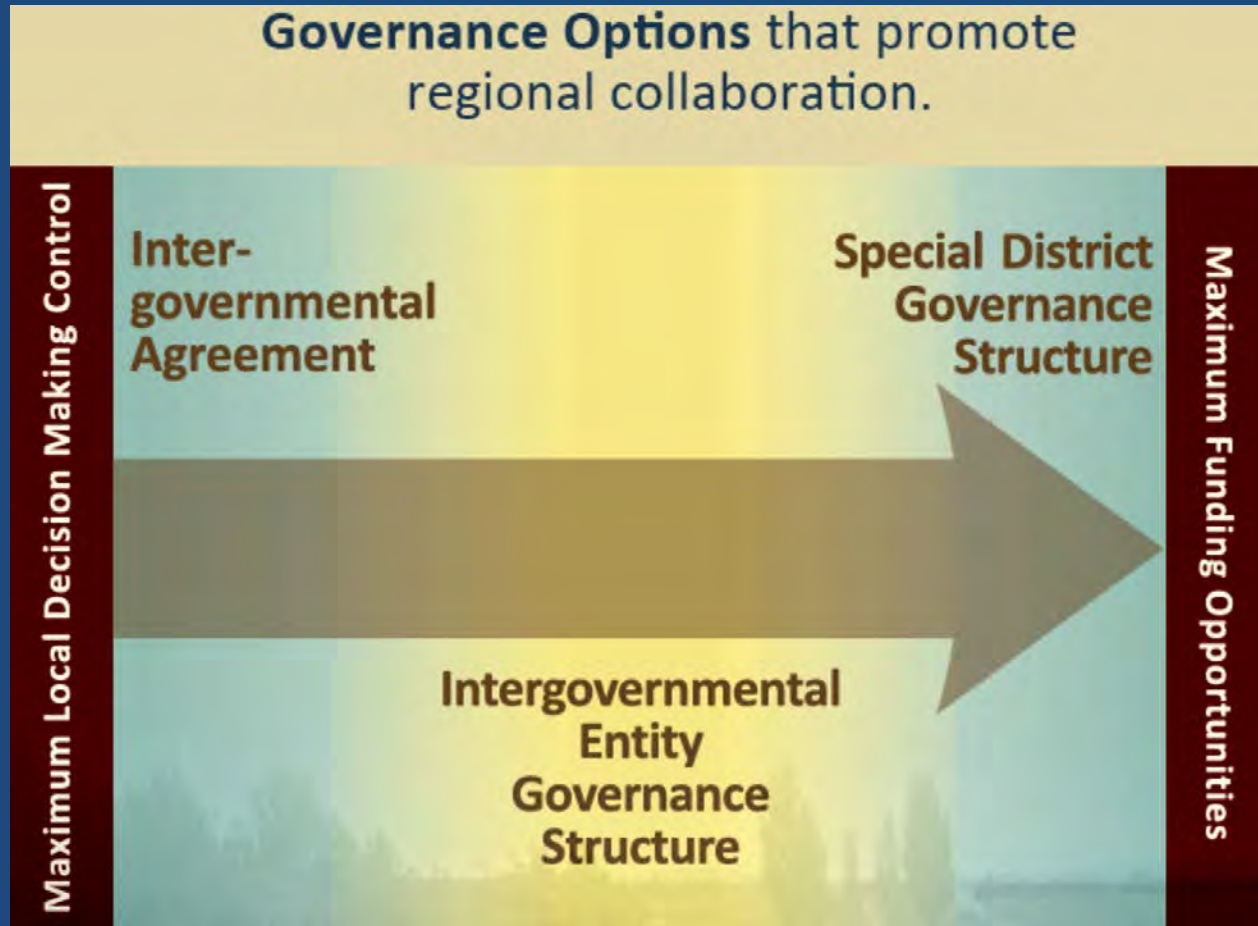 Governance Options that promote
regional collaboration.
Maximum Local Decision Making Control
Inter-
governmental
Agreement
Special District
Governance
Structure
Intergovernmental
Entity
Governance
Structure
Maximum Funding Opportunities